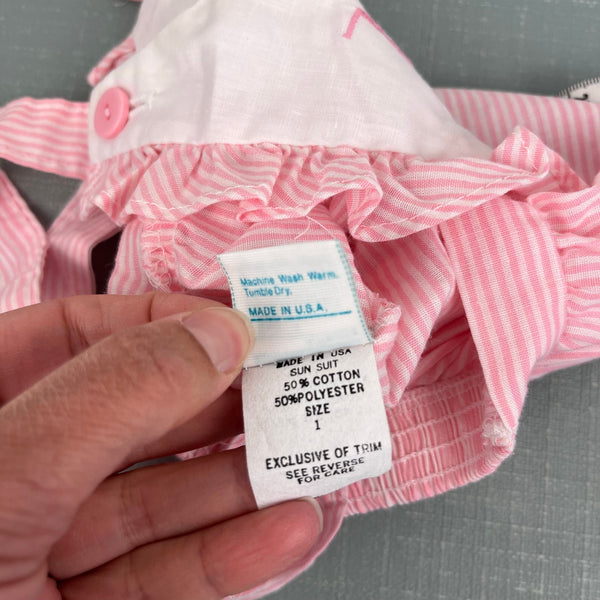 Machine Wash Warm.
Tumble Dry.
MADE IN U.S.A.
MADE IN USA
SUN SUIT
50% COTTON
50%POLYESTER
SIZE
1
EXCLUSIVE OF TRIM
SEE REVERSE
FOR CARE